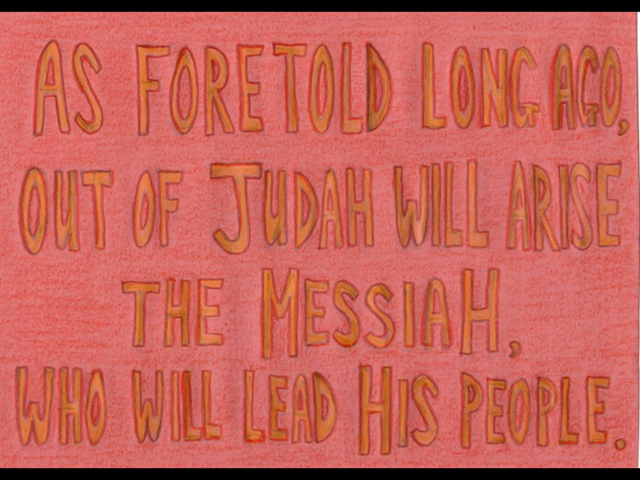 AS FORETOLD LONG AGO,
OUT OF JUDAH WILL ARISE
THE MESSIAH,
WHO WILL LEAD HIS PEOPLE.